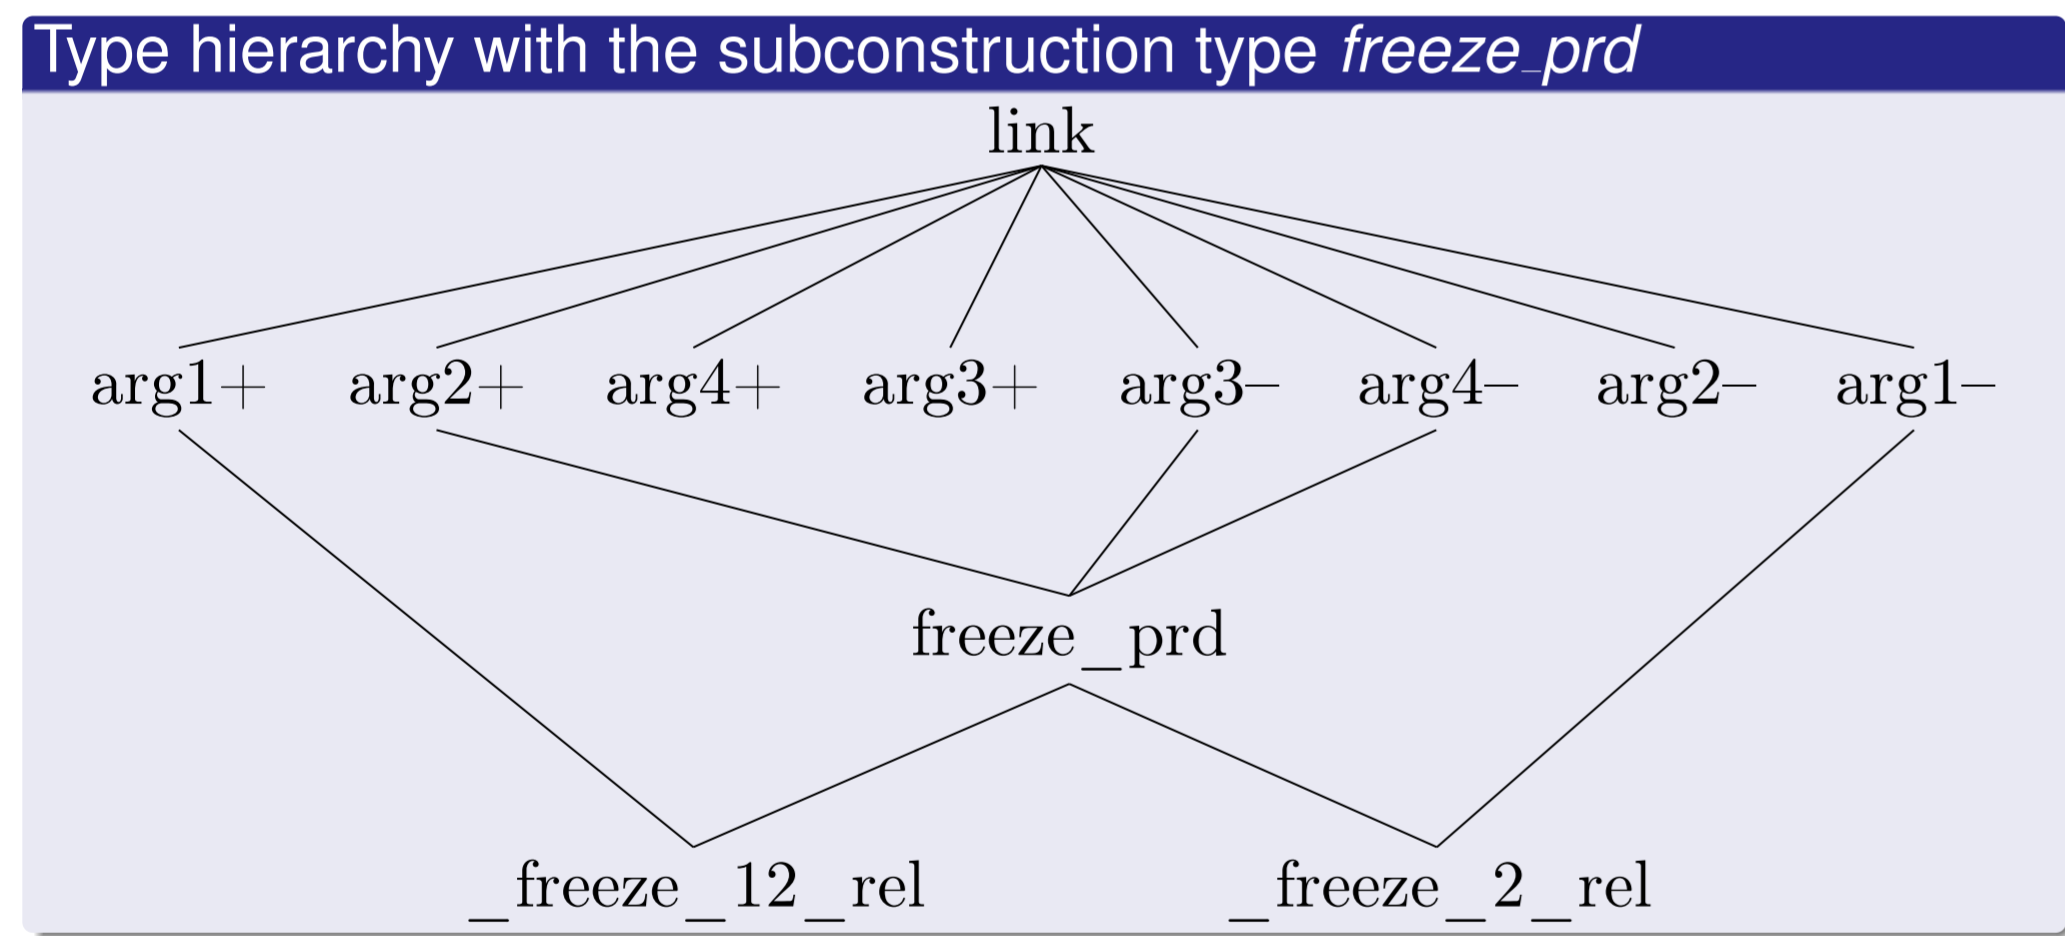 Type hierarchy with the subconstruction type freeze_prd
link
arg1+ arg2+ arg4+ arg3+ arg3– arg4– arg2– arg1–
freeze_prd
_freeze_12_rel _freeze_2_rel